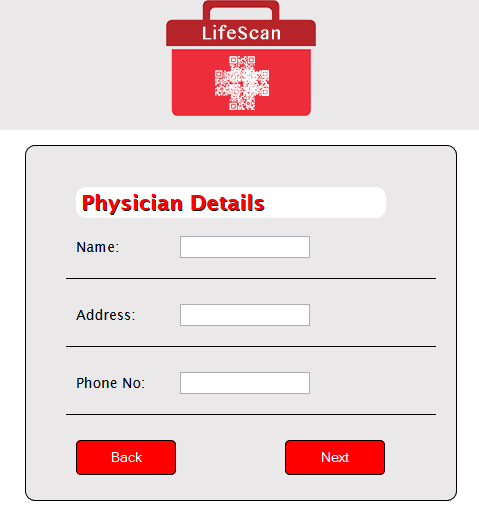 LifeScan
Physician Details
Name:
Address:
Phone No:
Back
Next